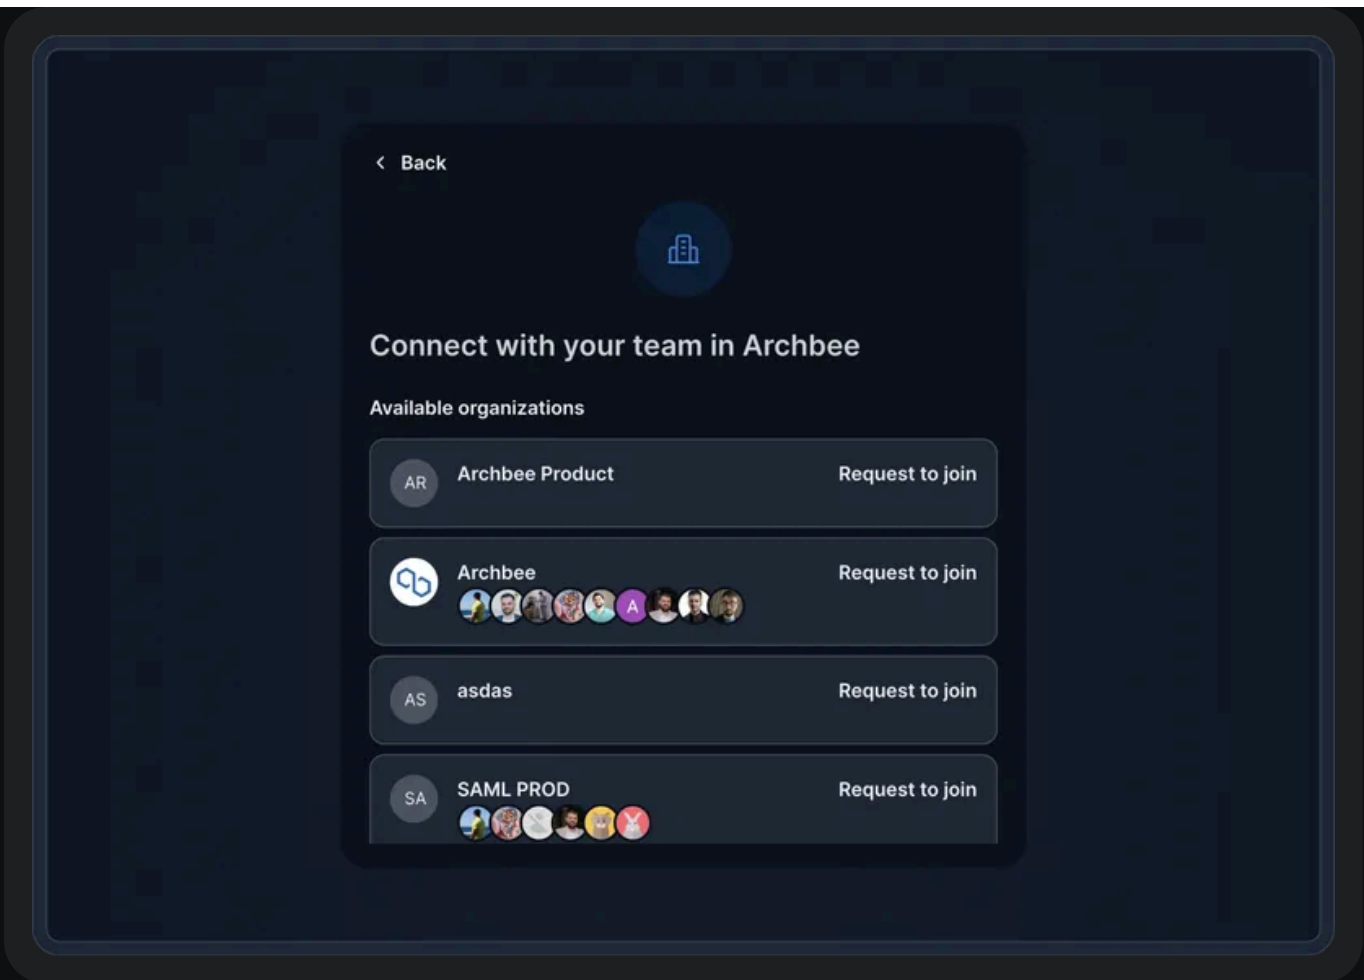 Back
Connect with your team in Archbee
Available organizations
AR Archbee Product Request to join
Archbee Request to join
A
AS asdas Request to join
SA SAML PROD Request to join